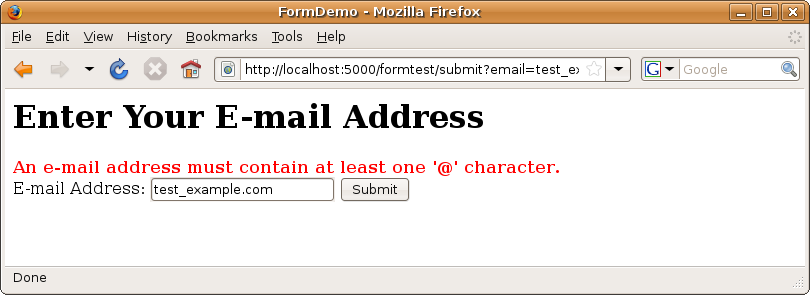 FormDemo - Mozilla Firefox
File Edit View History Bookmarks Tools Help
http://localhost:5000/formtest/submit?email=test_ex
G Google
Enter Your E-mail Address
An e-mail address must contain at least one '@' character.
E-mail Address: test_example.com Submit
Done